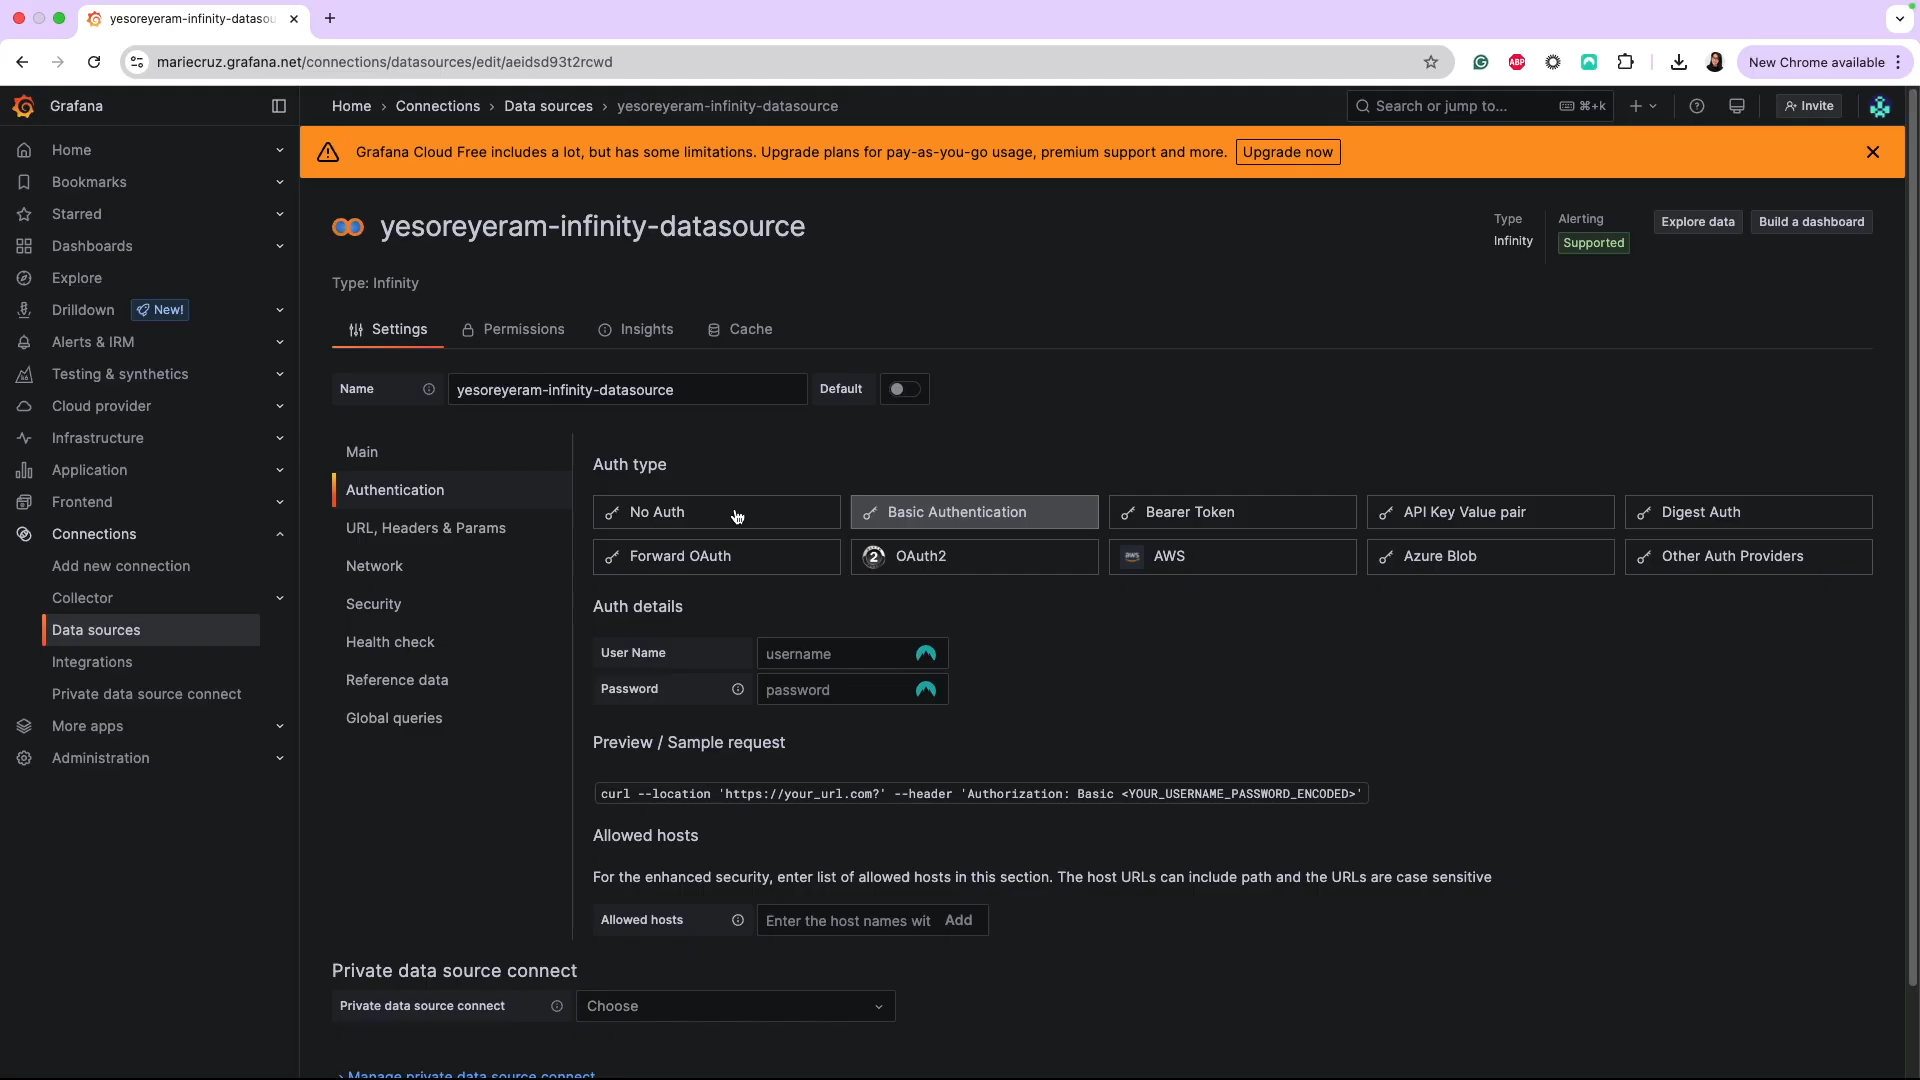 yesoreyeram-infinity-datasou
mariecruz.grafana.net/connections/datasources/edit/aeidsd93t2rcwd
ABP
New Chrome available
Grafana
Home › Connections › Data sources › yesoreyeram-infinity-datasource
Search or jump to... ⌘+k
Invite
Grafana Cloud Free includes a lot, but has some limitations. Upgrade plans for pay-as-you-go usage, premium support and more. Upgrade now
Home
Bookmarks
Starred
Dashboards
Explore
Drilldown New!
Alerts & IRM
Testing & synthetics
Cloud provider
Infrastructure
Application
Frontend
Connections
Add new connection
Collector
Data sources
Integrations
Private data source connect
More apps
Administration
yesoreyeram-infinity-datasource
Type
Infinity
Alerting
Supported
Explore data
Build a dashboard
Type: Infinity
Settings
Permissions
Insights
Cache
Name yesoreyeram-infinity-datasource Default
Main
Authentication
URL, Headers & Params
Network
Security
Health check
Reference data
Global queries
Auth type
No Auth
Basic Authentication
Bearer Token
API Key Value pair
Digest Auth
Forward OAuth
2 OAuth2
aws AWS
Azure Blob
Other Auth Providers
Auth details
User Name username
Password password
Preview / Sample request
curl --location 'https://your_url.com?' --header 'Authorization: Basic <YOUR_USERNAME_PASSWORD_ENCODED>'
Allowed hosts
For the enhanced security, enter list of allowed hosts in this section. The host URLs can include path and the URLs are case sensitive
Allowed hosts Enter the host names wit Add
Private data source connect
Private data source connect Choose
› Manage private data source connect